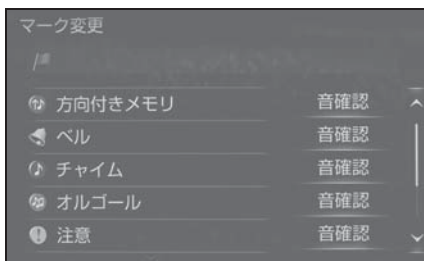 マーク変更
方向付きメモリ 音確認
ベル 音確認
チャイム 音確認
オルゴール 音確認
注意 音確認